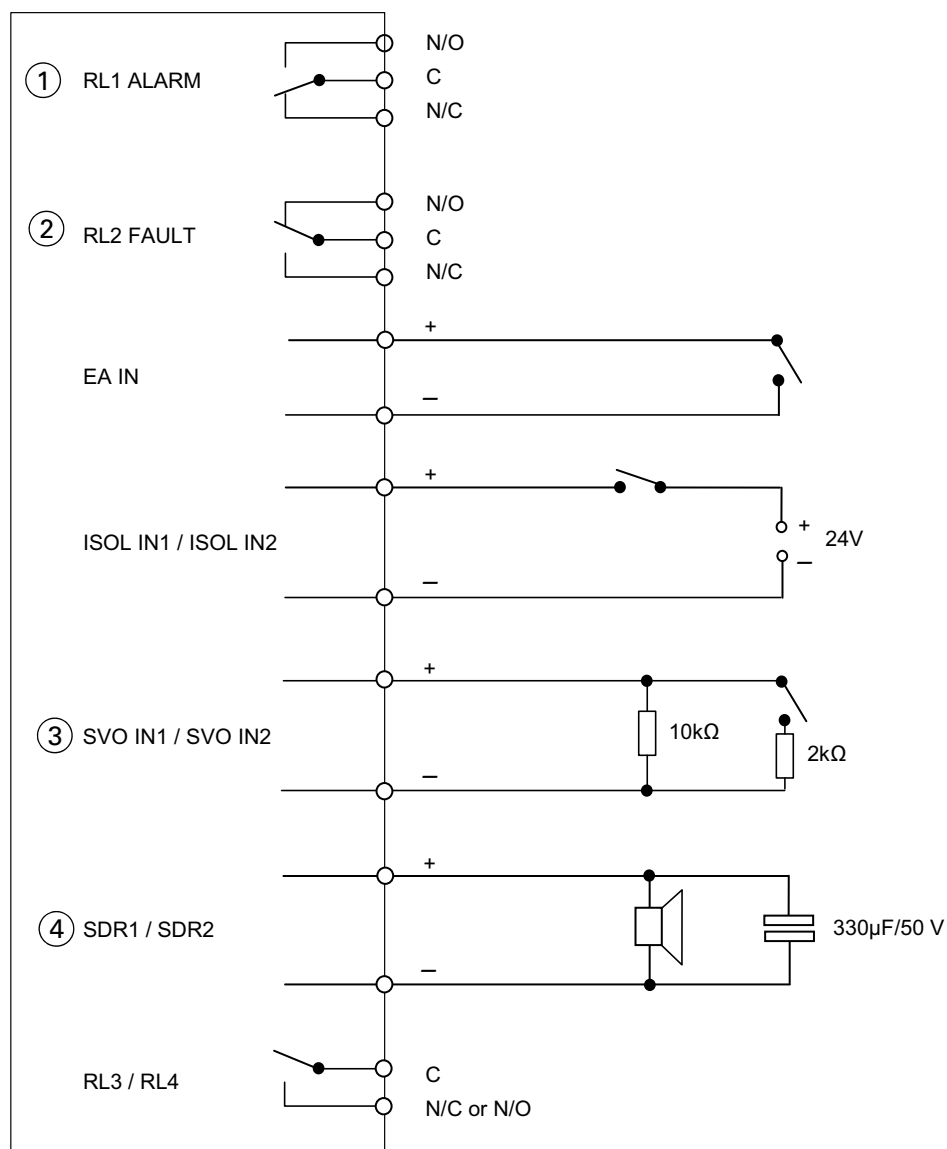 N/O
① RL1 ALARM
C
N/C
N/O
② RL2 FAULT
C
N/C
+
EA IN
–
+
ISOL IN1 / ISOL IN2
+
24V
–
–
+
③ SVO IN1 / SVO IN2
10kΩ
2kΩ
–
+
④ SDR1 / SDR2
330µF/50 V
–
RL3 / RL4
C
N/C or N/O